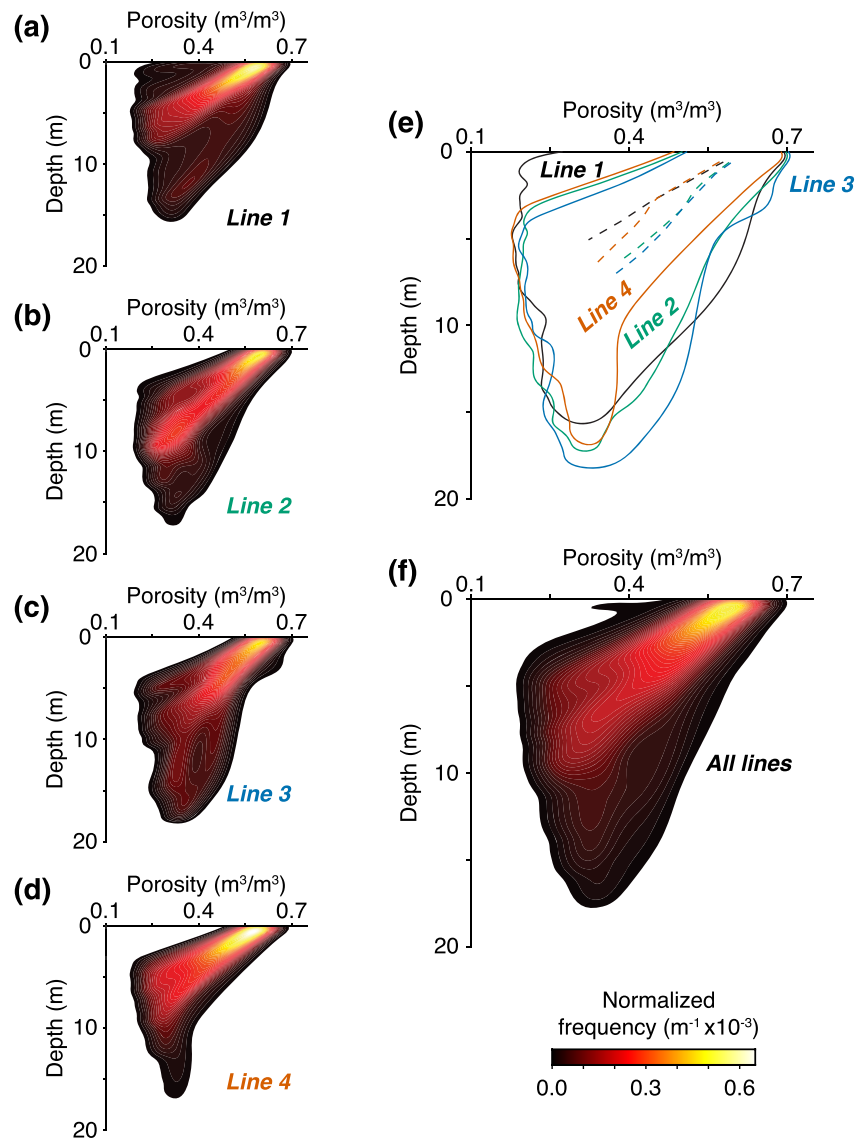 (a)
Porosity (m³/m³)
0.1 0.4 0.7
0
10
20
Depth (m)
Line 1
(b)
Porosity (m³/m³)
0.1 0.4 0.7
0
10
20
Depth (m)
Line 2
(c)
Porosity (m³/m³)
0.1 0.4 0.7
0
10
20
Depth (m)
Line 3
(d)
Porosity (m³/m³)
0.1 0.4 0.7
0
10
20
Depth (m)
Line 4
(e)
Porosity (m³/m³)
0.1 0.4 0.7
0
10
20
Depth (m)
Line 1
Line 3
Line 4
Line 2
(f)
Porosity (m³/m³)
0.1 0.4 0.7
0
10
20
Depth (m)
All lines
Normalized
frequency (m⁻¹ x10⁻³)
0.0 0.3 0.6